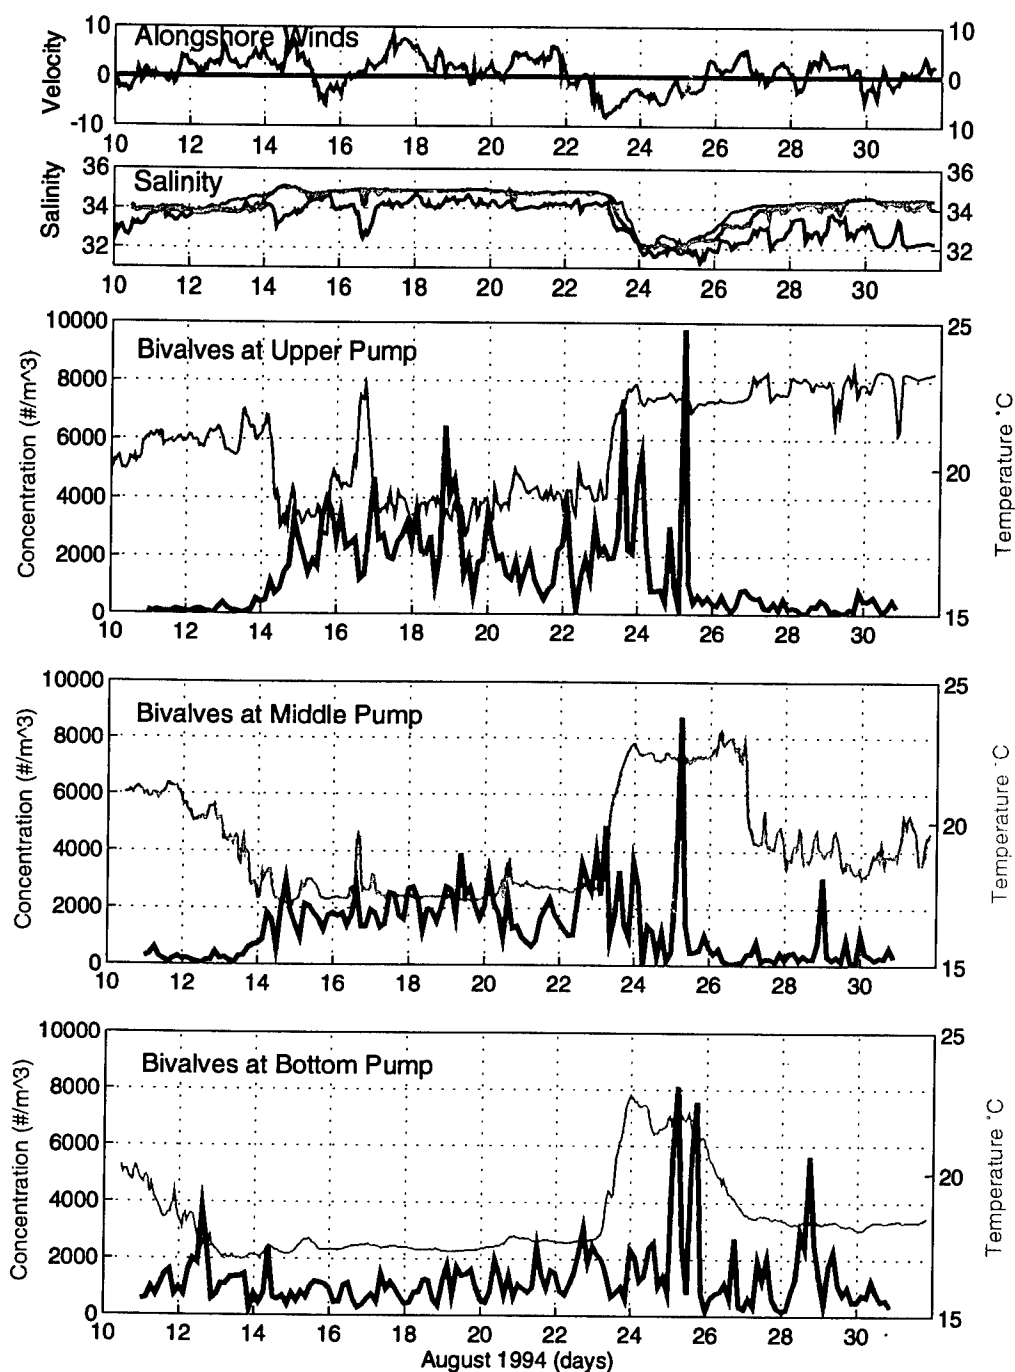 Alongshore Winds
Velocity
10 0 -10
10 0 10
10 12 14 16 18 20 22 24 26 28 30
Salinity
Salinity
36 34 32
36 34 32
10 12 14 16 18 20 22 24 26 28 30
Bivalves at Upper Pump
Concentration (#/m^3)
10000 8000 6000 4000 2000 0
25 20 15
Temperature °C
10 12 14 16 18 20 22 24 26 28 30
Bivalves at Middle Pump
Concentration (#/m^3)
10000 8000 6000 4000 2000 0
25 20 15
Temperature °C
10 12 14 16 18 20 22 24 26 28 30
Bivalves at Bottom Pump
Concentration (#/m^3)
10000 8000 6000 4000 2000 0
25 20 15
Temperature °C
10 12 14 16 18 20 22 24 26 28 30
August 1994 (days)